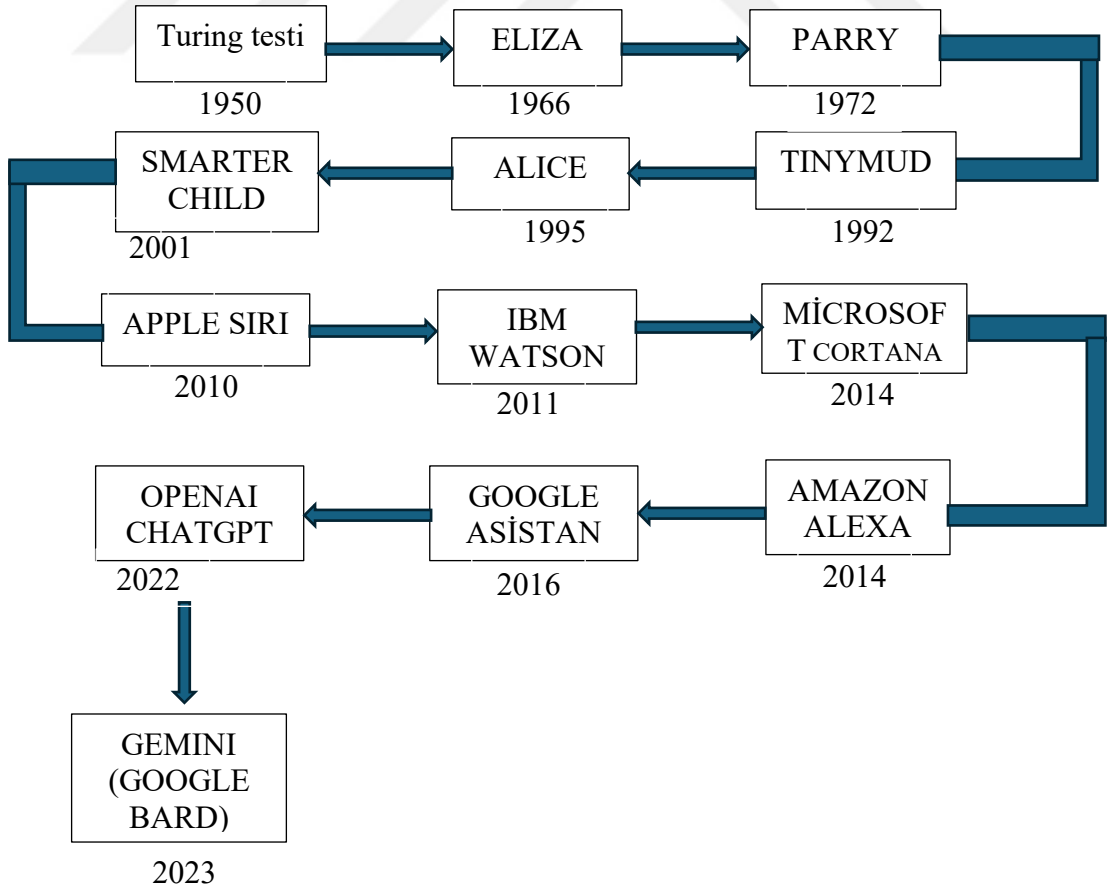 Turing testi
ELIZA
PARRY
1950
1966
1972
SMARTER
CHILD
ALICE
TINYMUD
2001
1995
1992
APPLE SIRI
IBM
WATSON
MİCROSOF
T CORTANA
2010
2011
2014
OPENAI
CHATGPT
GOOGLE
ASİSTAN
AMAZON
ALEXA
2022
2016
2014
GEMINI
(GOOGLE
BARD)
2023